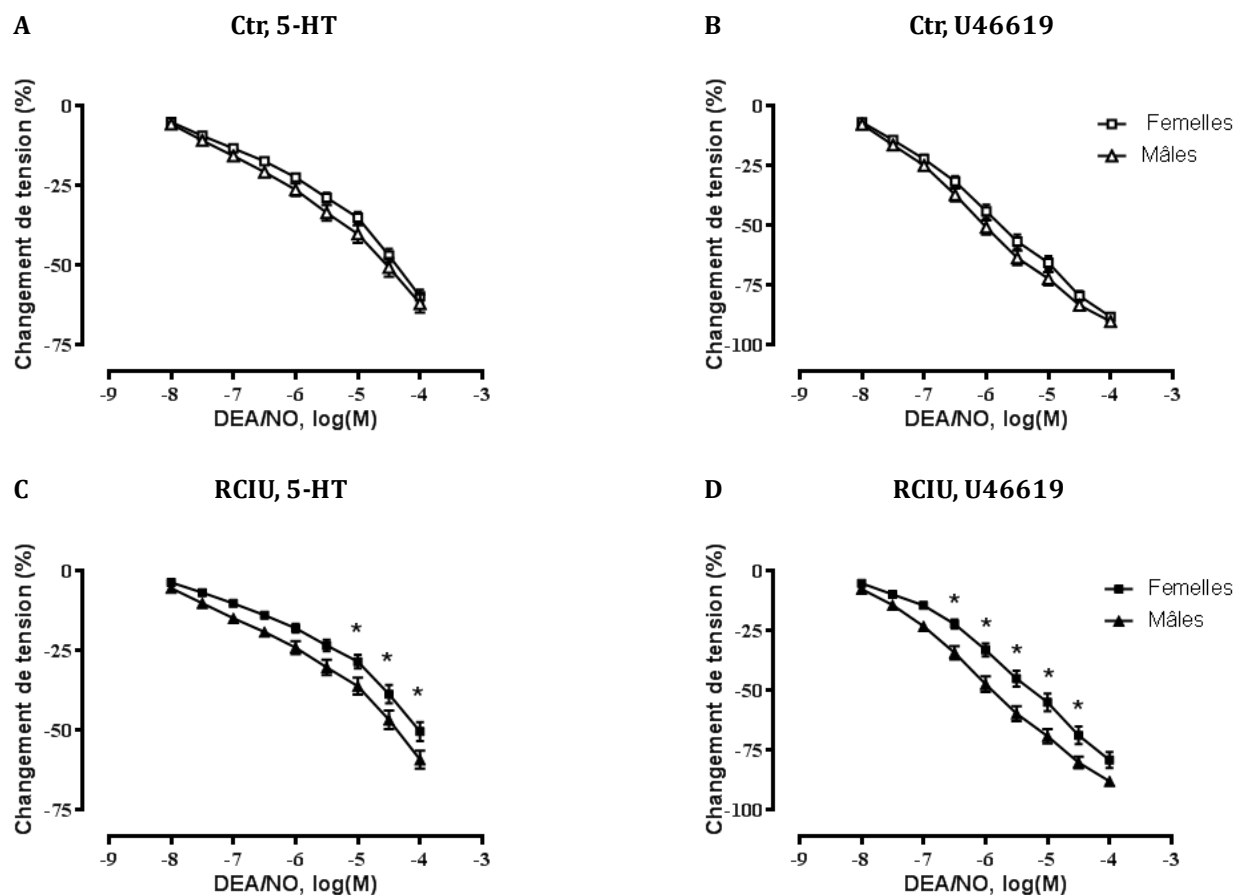 A
Ctr, 5-HT
Changement de tension (%)
0
-25
-50
-75
-9 -8 -7 -6 -5 -4 -3
DEA/NO, log(M)
B
Ctr, U46619
Changement de tension (%)
0
-25
-50
-75
-100
-9 -8 -7 -6 -5 -4 -3
DEA/NO, log(M)
Femelles
Mâles
C
RCIU, 5-HT
Changement de tension (%)
0
-25
-50
-75
* * *
-9 -8 -7 -6 -5 -4 -3
DEA/NO, log(M)
D
RCIU, U46619
Changement de tension (%)
0
-25
-50
-75
-100
* * * * *
-9 -8 -7 -6 -5 -4 -3
DEA/NO, log(M)
Femelles
Mâles